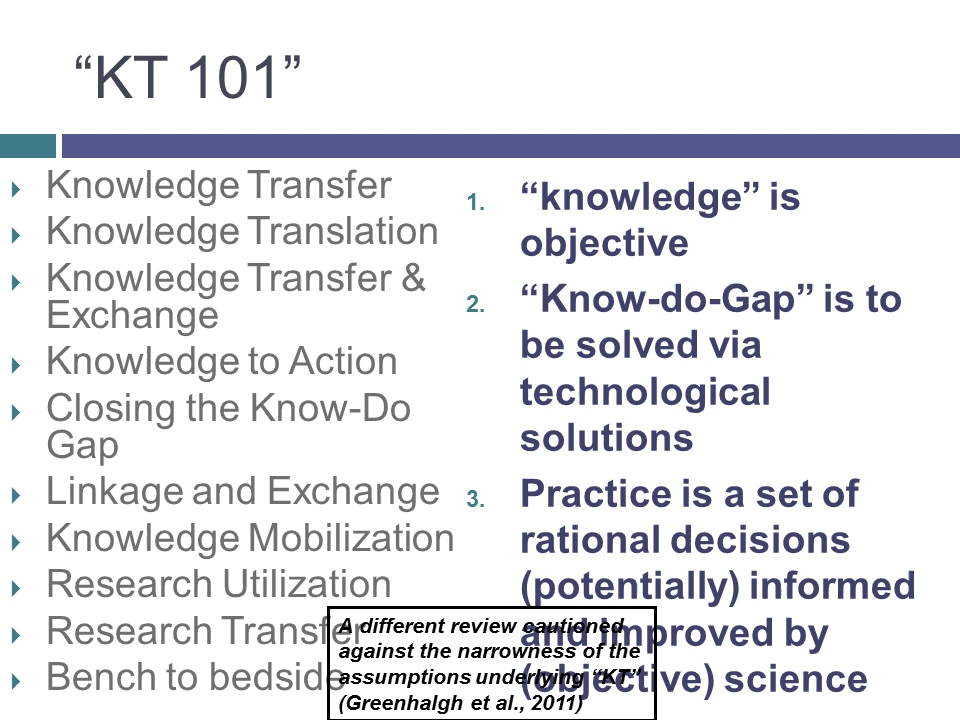 “KT 101”
Knowledge Transfer
Knowledge Translation
Knowledge Transfer &
Exchange
Knowledge to Action
Closing the Know-Do
Gap
Linkage and Exchange
Knowledge Mobilization
Research Utilization
Research Transfer
Bench to bedside
1. “knowledge” is
objective
2. “Know-do-Gap” is to
be solved via
technological
solutions
3. Practice is a set of
rational decisions
(potentially) informed
and improved by
(objective) science
A different review cautioned
against the narrowness of the
assumptions underlying “KT”
(Greenhalgh et al., 2011)